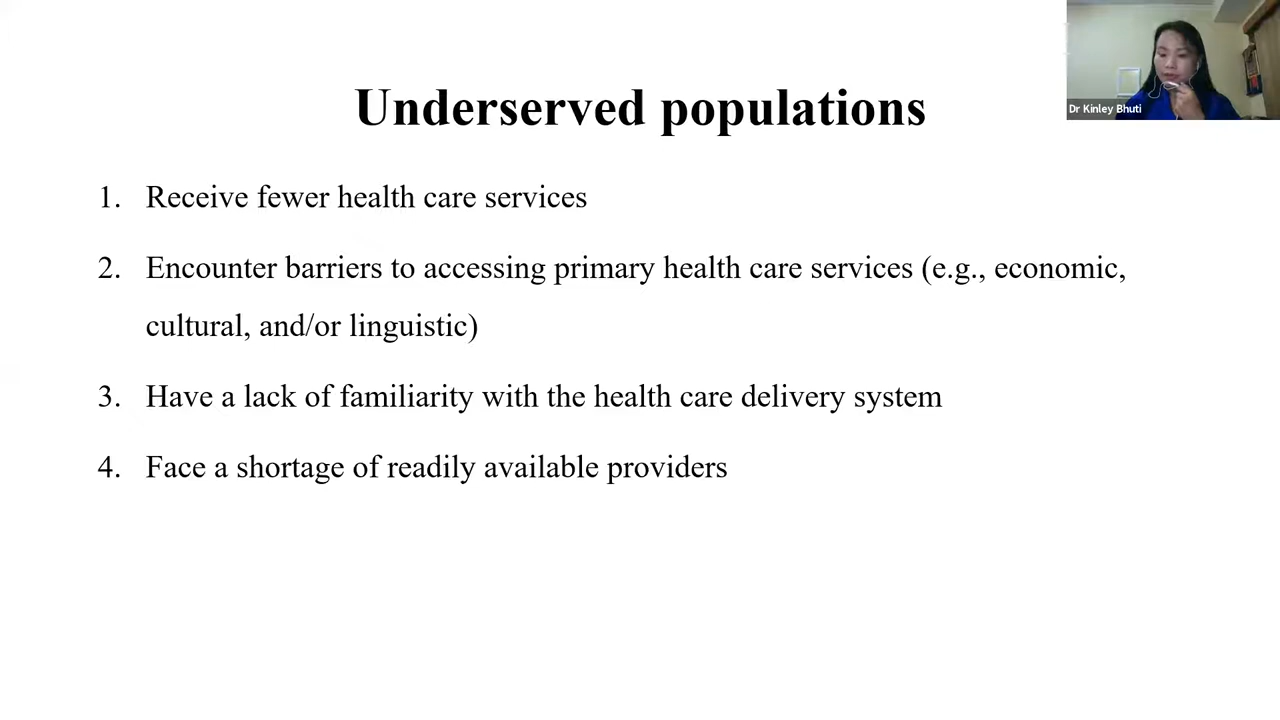 Underserved populations
Dr Kinley Bhuti
1. Receive fewer health care services
2. Encounter barriers to accessing primary health care services (e.g., economic,
cultural, and/or linguistic)
3. Have a lack of familiarity with the health care delivery system
4. Face a shortage of readily available providers